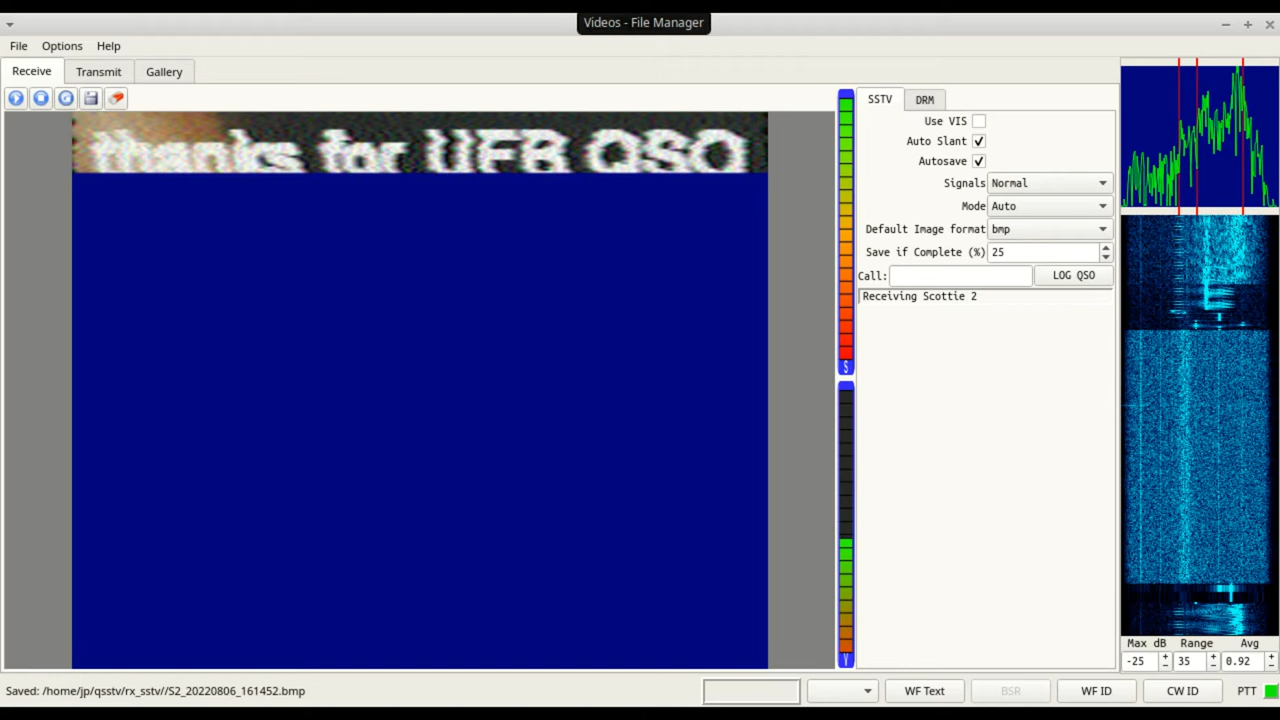 Videos - File Manager
File Options Help
Receive Transmit Gallery
thanks for UFB QSO
S
V
SSTV DRM
Use VIS
Auto Slant
Autosave
Signals Normal
Mode Auto
Default Image format bmp
Save if Complete (%) 25
Call: LOG QSO
Receiving Scottie 2
Max dB Range Avg
-25 35 0.92
Saved: /home/jp/qsstv/rx_sstv//S2_20220806_161452.bmp
WF Text BSR WF ID CW ID PTT